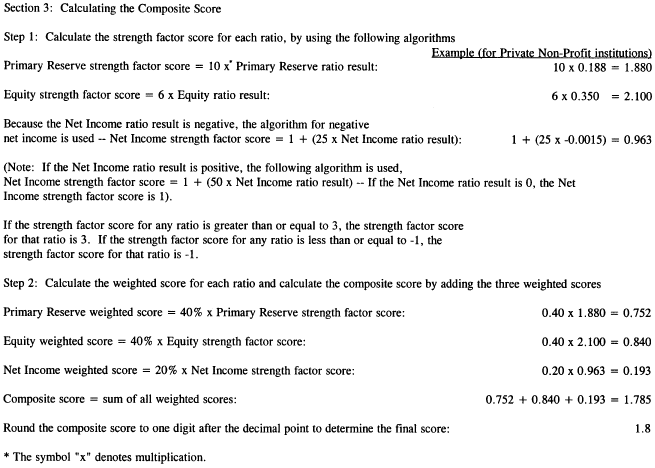 Section 3: Calculating the Composite Score
Step 1: Calculate the strength factor score for each ratio, by using the following algorithms
Example (for Private Non-Profit institutions)
Primary Reserve strength factor score = 10 x* Primary Reserve ratio result: 10 x 0.188 = 1.880
Equity strength factor score = 6 x Equity ratio result: 6 x 0.350 = 2.100
Because the Net Income ratio result is negative, the algorithm for negative
net income is used -- Net Income strength factor score = 1 + (25 x Net Income ratio result): 1 + (25 x -0.0015) = 0.963
(Note: If the Net Income ratio result is positive, the following algorithm is used,
Net Income strength factor score = 1 + (50 x Net Income ratio result) -- If the Net Income ratio result is 0, the Net
Income strength factor score is 1).
If the strength factor score for any ratio is greater than or equal to 3, the strength factor score
for that ratio is 3. If the strength factor score for any ratio is less than or equal to -1, the
strength factor score for that ratio is -1.
Step 2: Calculate the weighted score for each ratio and calculate the composite score by adding the three weighted scores
Primary Reserve weighted score = 40% x Primary Reserve strength factor score: 0.40 x 1.880 = 0.752
Equity weighted score = 40% x Equity strength factor score: 0.40 x 2.100 = 0.840
Net Income weighted score = 20% x Net Income strength factor score: 0.20 x 0.963 = 0.193
Composite score = sum of all weighted scores: 0.752 + 0.840 + 0.193 = 1.785
Round the composite score to one digit after the decimal point to determine the final score: 1.8
* The symbol "x" denotes multiplication.